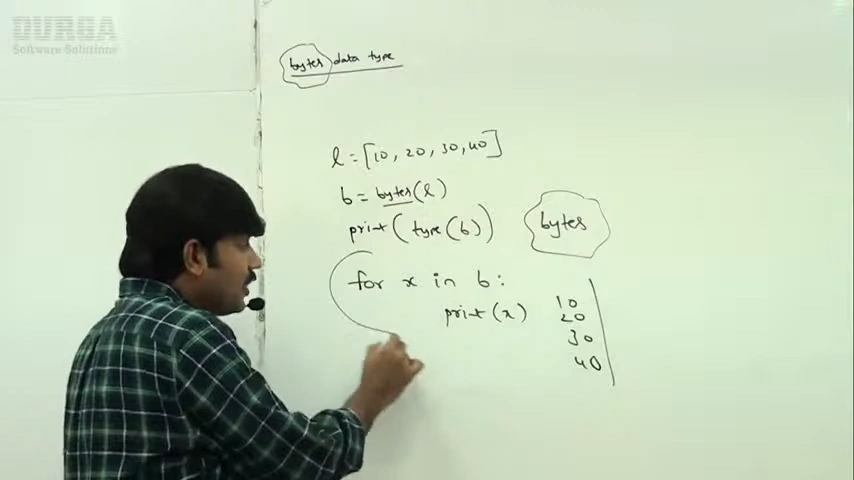 DURGA
Software Solutions
bytes data type
l = [10, 20, 30, 40]
b = bytes(l)
print(type(b))
bytes
for x in b:
print(x)
10
20
30
40